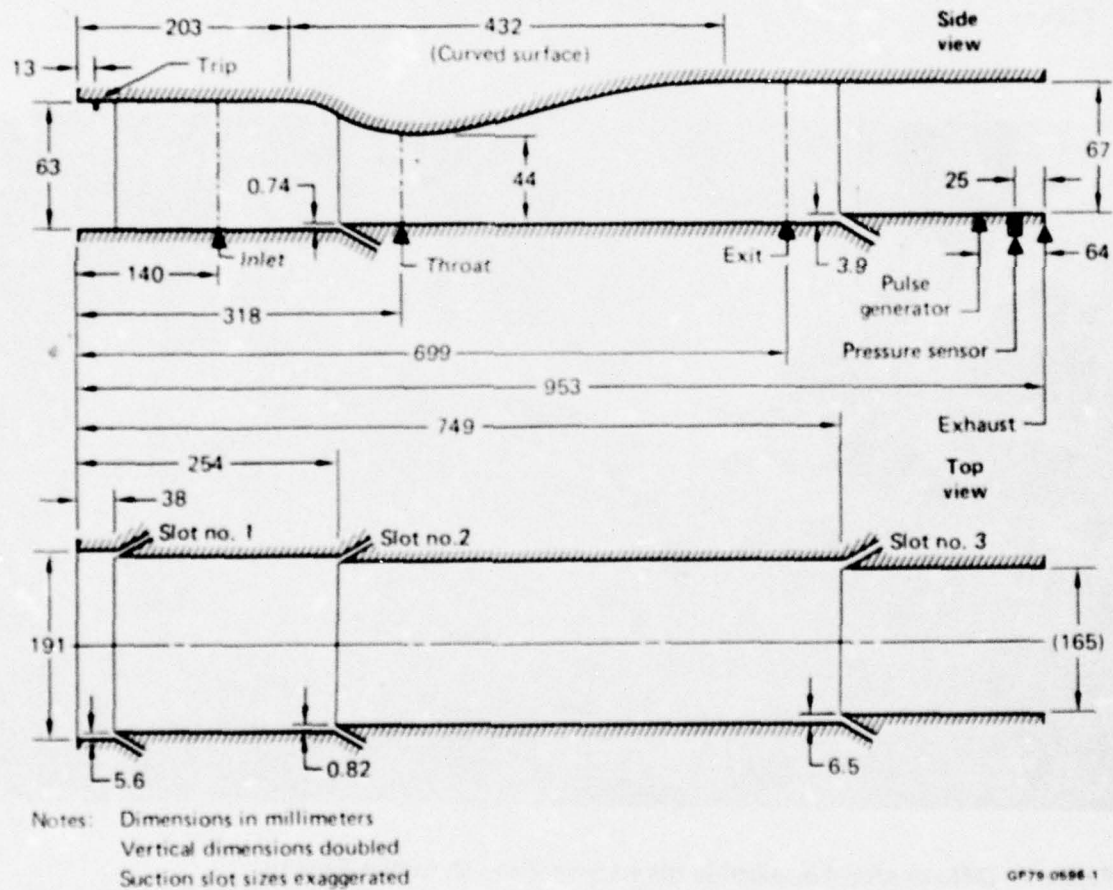 203
432
(Curved surface)
Side
view
13
Trip
63
0.74
44
67
25
Inlet
Throat
Exit
3.9
64
140
Pulse
generator
318
Pressure sensor
699
953
749
Exhaust
254
Top
view
38
Slot no. 1
Slot no.2
Slot no. 3
191
(165)
5.6
0.82
6.5
Notes: Dimensions in millimeters
Vertical dimensions doubled
Suction slot sizes exaggerated
GP79 0596 1